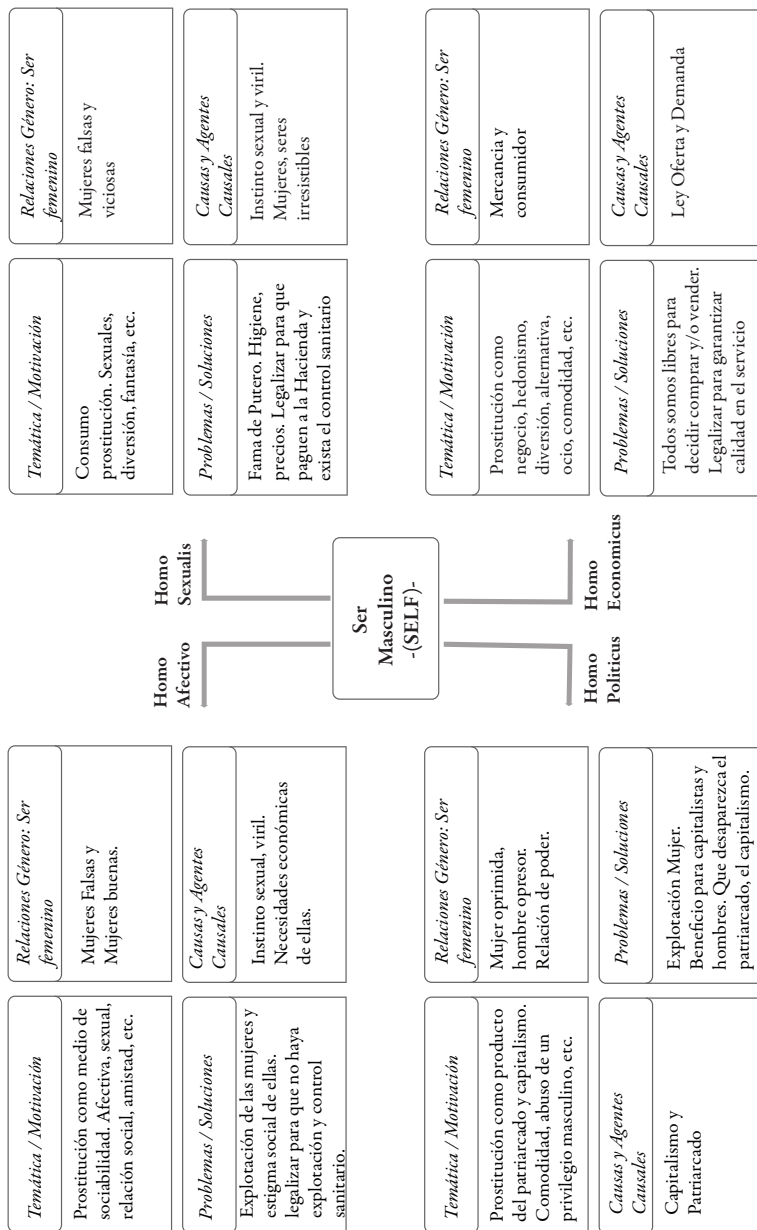 Temática / Motivación
Prostitución como medio de
sociabilidad. Afectiva, sexual,
relación social, amistad, etc.
Relaciones Género: Ser
femenino
Mujeres Falsas y
Mujeres buenas.
Problemas / Soluciones
Explotación de las mujeres y
estigma social de ellas.
legalizar para que no haya
explotación y control
sanitario.
Causas y Agentes
Causales
Instinto sexual, viril.
Necesidades económicas
de ellas.
Homo
Afectivo
Homo
Sexualis
Temática / Motivación
Consumo
prostitución. Sexuales,
diversión, fantasía, etc.
Relaciones Género: Ser
femenino
Mujeres falsas y
viciosas
Problemas / Soluciones
Fama de Putero. Higiene,
precios. Legalizar para que
paguen a la Hacienda y
exista el control sanitario
Causas y Agentes
Causales
Instinto sexual y viril.
Mujeres, seres
irresistibles
Ser
Masculino
-(SELF)-
Temática / Motivación
Prostitución como producto
del patriarcado y capitalismo.
Comodidad, abuso de un
privilegio masculino, etc.
Relaciones Género: Ser
femenino
Mujer oprimida,
hombre opresor.
Relación de poder.
Causas y Agentes
Causales
Capitalismo y
Patriarcado
Problemas / Soluciones
Explotación Mujer.
Beneficio para capitalistas y
hombres. Que desaparezca el
patriarcado, el capitalismo.
Homo
Politicus
Homo
Economicus
Temática / Motivación
Prostitución como
negocio, hedonismo,
diversión, alternativa,
ocio, comodidad, etc.
Relaciones Género: Ser
femenino
Mercancia y
consumidor
Problemas / Soluciones
Todos somos libres para
decidir comprar y/o vender.
Legalizar para garantizar
calidad en el servicio
Causas y Agentes
Causales
Ley Oferta y Demanda